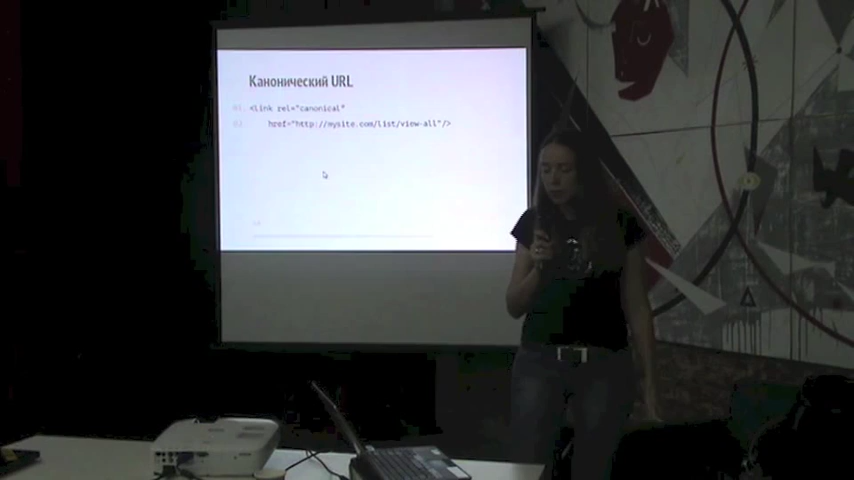 Канонический URL
01. <link rel="canonical"
02. href="http://mysite.com/list/view-all"/>